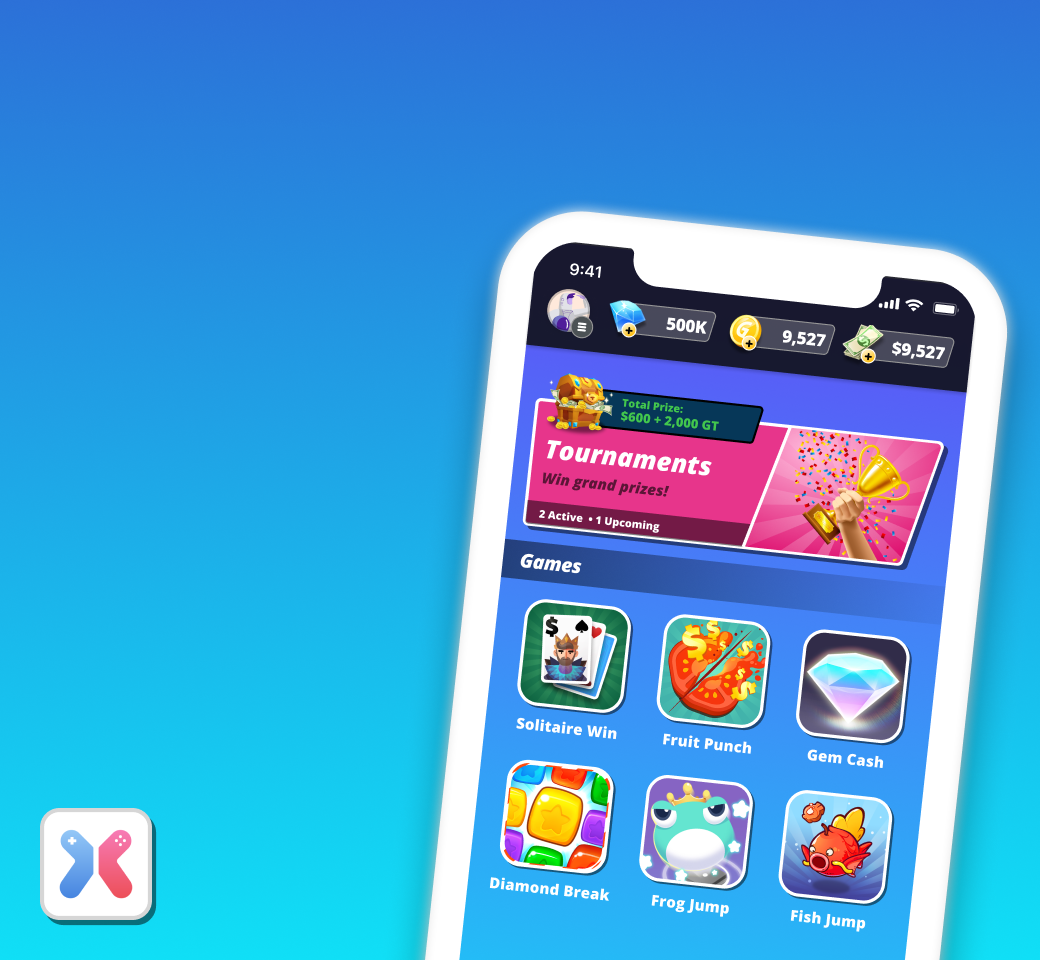 9:41
500K
9,527
$9,527
Total Prize:
$600 + 2,000 GT
Tournaments
Win grand prizes!
2 Active • 1 Upcoming
Games
$
Solitaire Win
Fruit Punch
Gem Cash
Diamond Break
Frog Jump
Fish Jump